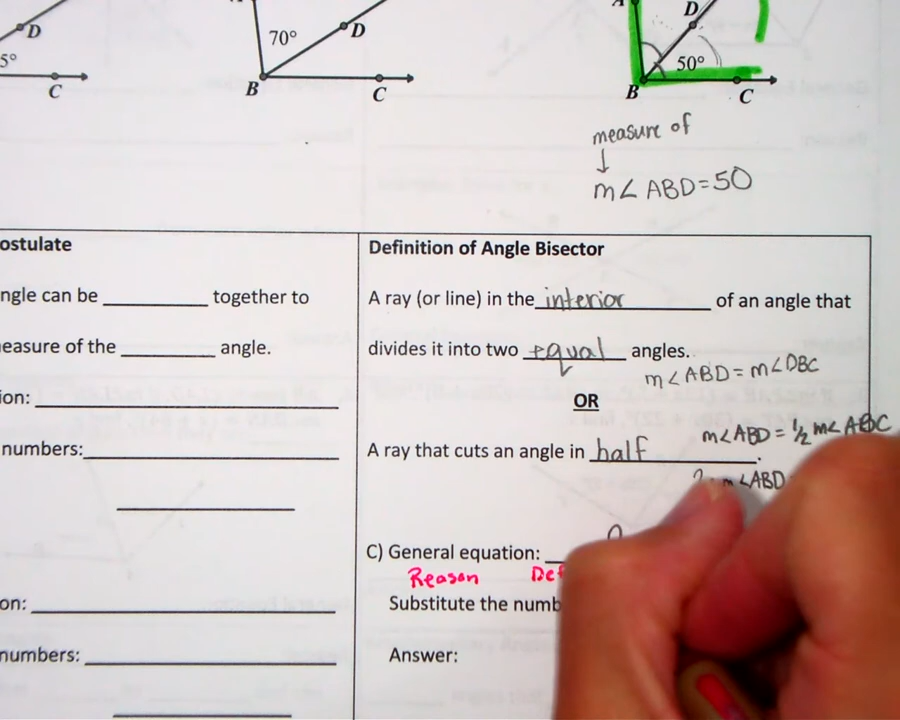 D
5°
C
70°
D
B
C
A
D
50°
B
C
measure of
↓
m∠ ABD = 50
ostulate
ngle can be __________ together to
easure of the _________ angle.
ion:
numbers:
on:
numbers:
Definition of Angle Bisector
A ray (or line) in the interior of an angle that
divides it into two equal angles.
m∠ABD = m∠DBC
OR
m∠ABD = ½ m∠ABC
A ray that cuts an angle in half.
m∠ABD
C) General equation:
Reason Def
Substitute the numb
Answer: